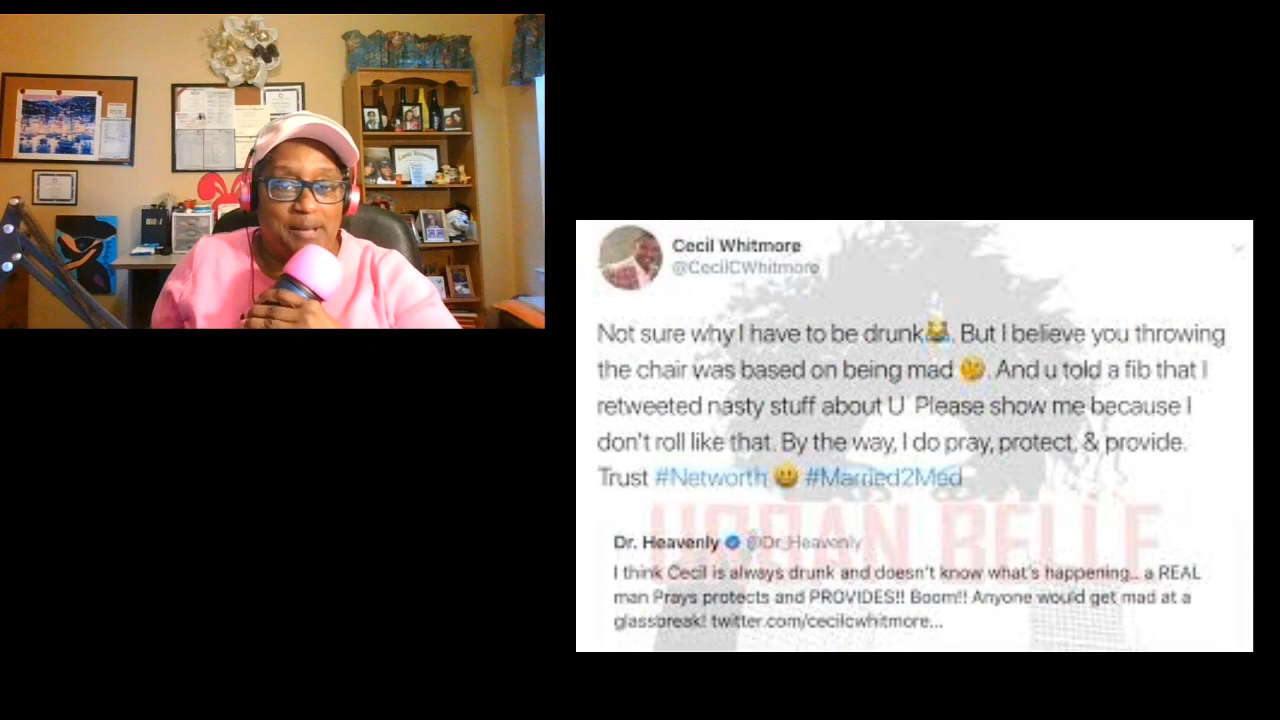 Cecil Whitmore
@CecilCWhitmore
Not sure why I have to be drunk😹. But I believe you throwing
the chair was based on being mad 🤔. And u told a fib that I
retweeted nasty stuff about U Please show me because I
don't roll like that. By the way, I do pray, protect, & provide.
Trust #Networth 😃 #Married2Med
URBAN BELLE
Dr. Heavenly @Dr_Heavenly
I think Cecil is always drunk and doesn't know what's happening.. a REAL
man Prays protects and PROVIDES!! Boom!! Anyone would get mad at a
glassbreak! twitter.com/cecilcwhitmore...